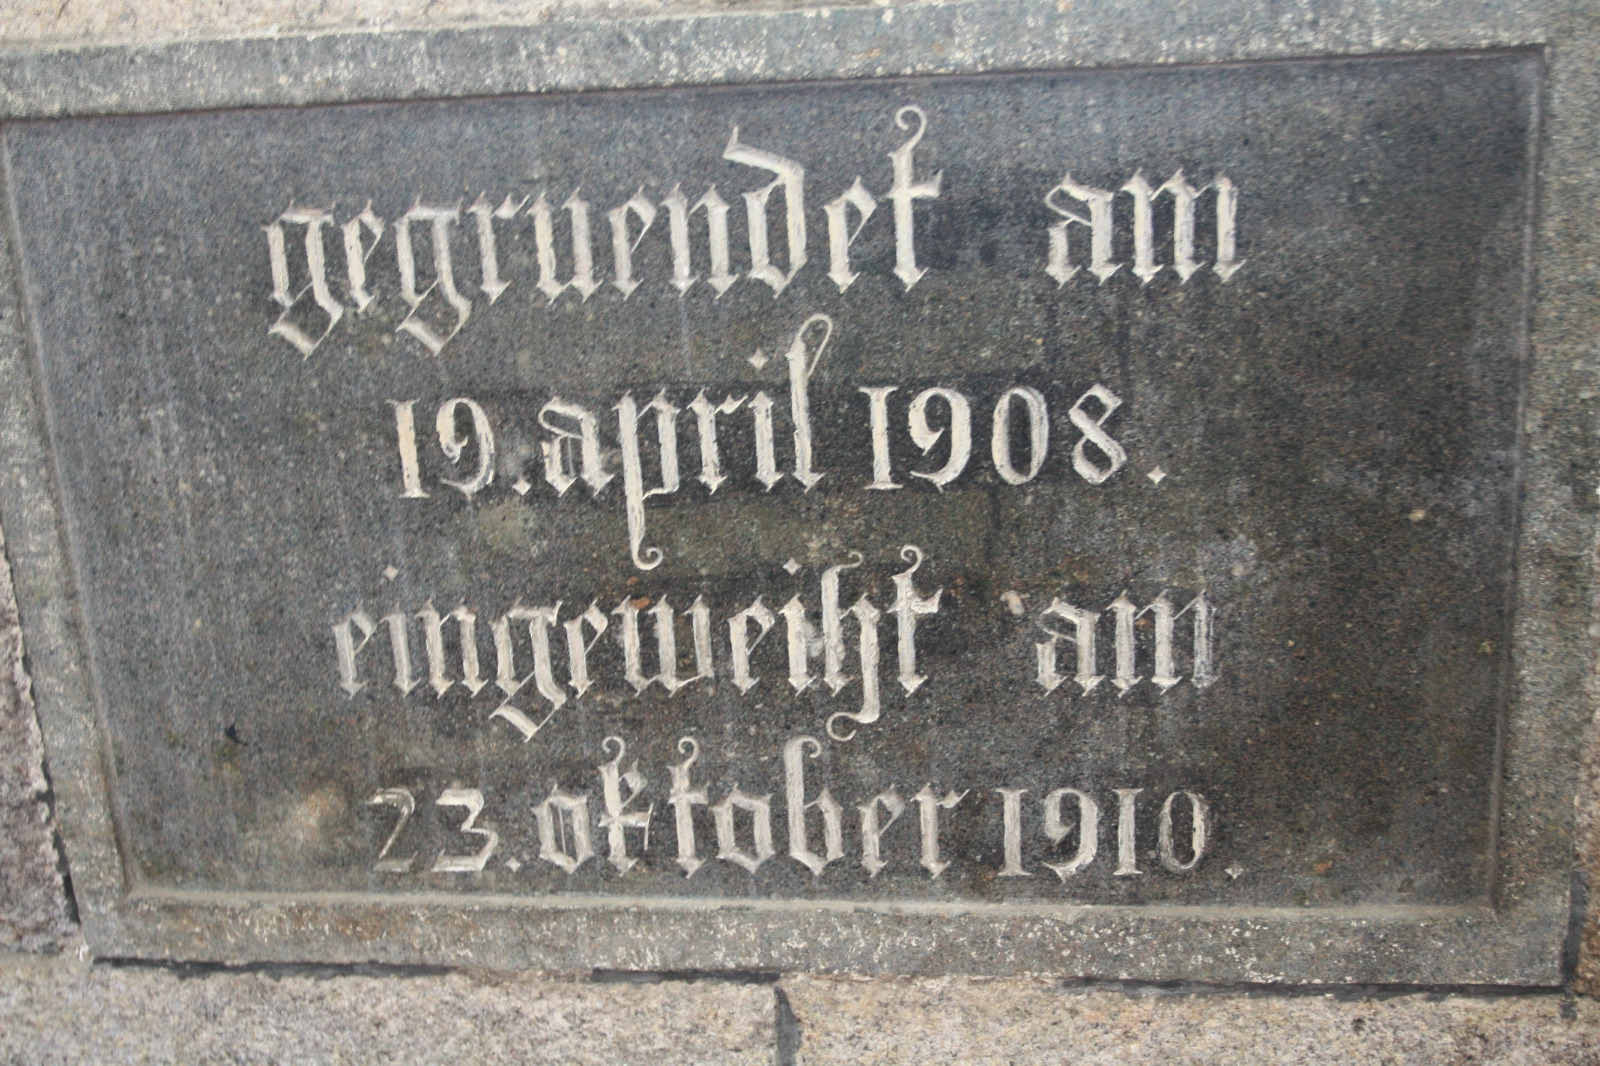 gegruendet am
19. april 1908.
eingeweiht am
23. oktober 1910.